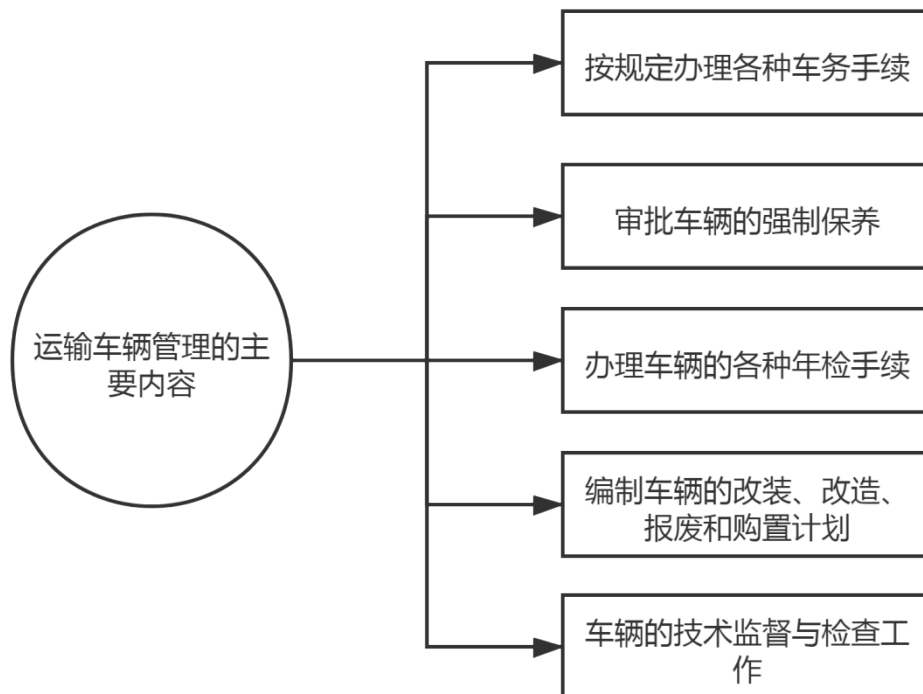 按规定办理各种车务手续
审批车辆的强制保养
运输车辆管理的主
要内容
办理车辆的各种年检手续
编制车辆的改装、改造、
报废和购置计划
车辆的技术监督与检查工
作